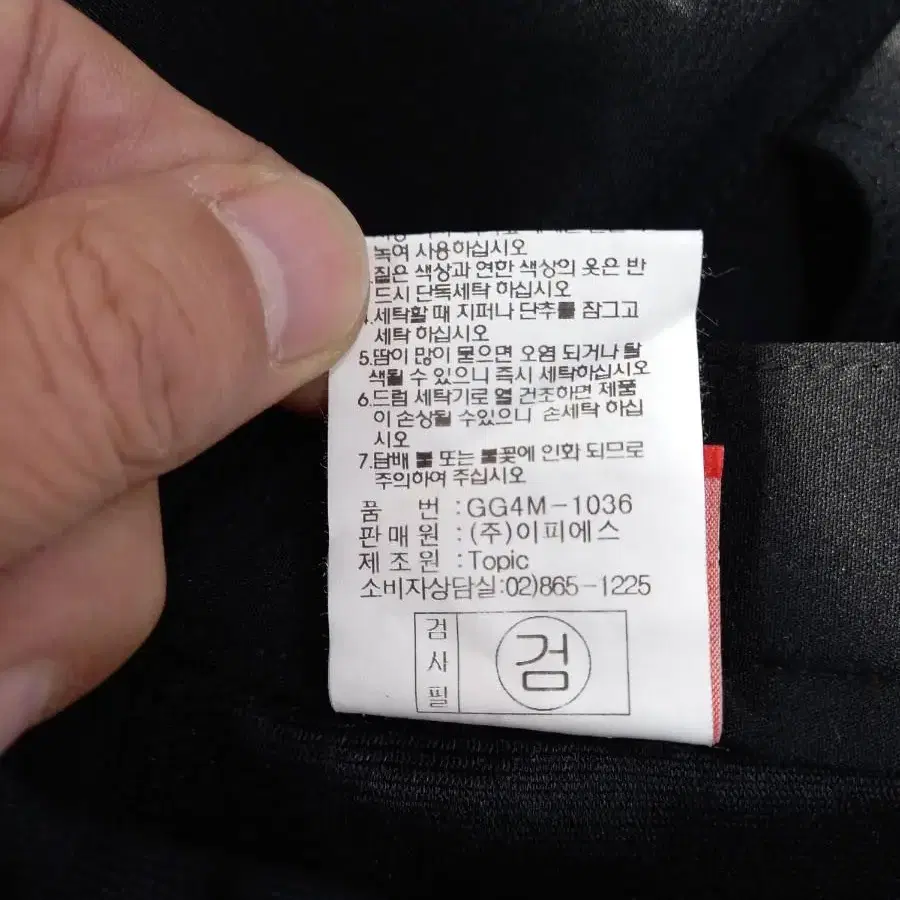 녹여 사용하십시오
짙은 색상과 연한 색상의 옷은 반
드시 단독세탁 하십시오
4.세탁할 때 지퍼나 단추를 잠그고
세탁 하십시오
5.땀이 많이 묻으면 오염 되거나 탈
색될 수 있으니 즉시 세탁하십시오
6.드럼 세탁기로 열 건조하면 제품
이 손상될 수있으니 손세탁 하십
시오
7.담배 불 또는 불꽃에 인화 되므로
주의하여 주십시오
품 번 :GG4M-1036
판 매 원 :(주)이피에스
제 조 원 :Topic
소비자상담실:02)865-1225
검사필
검